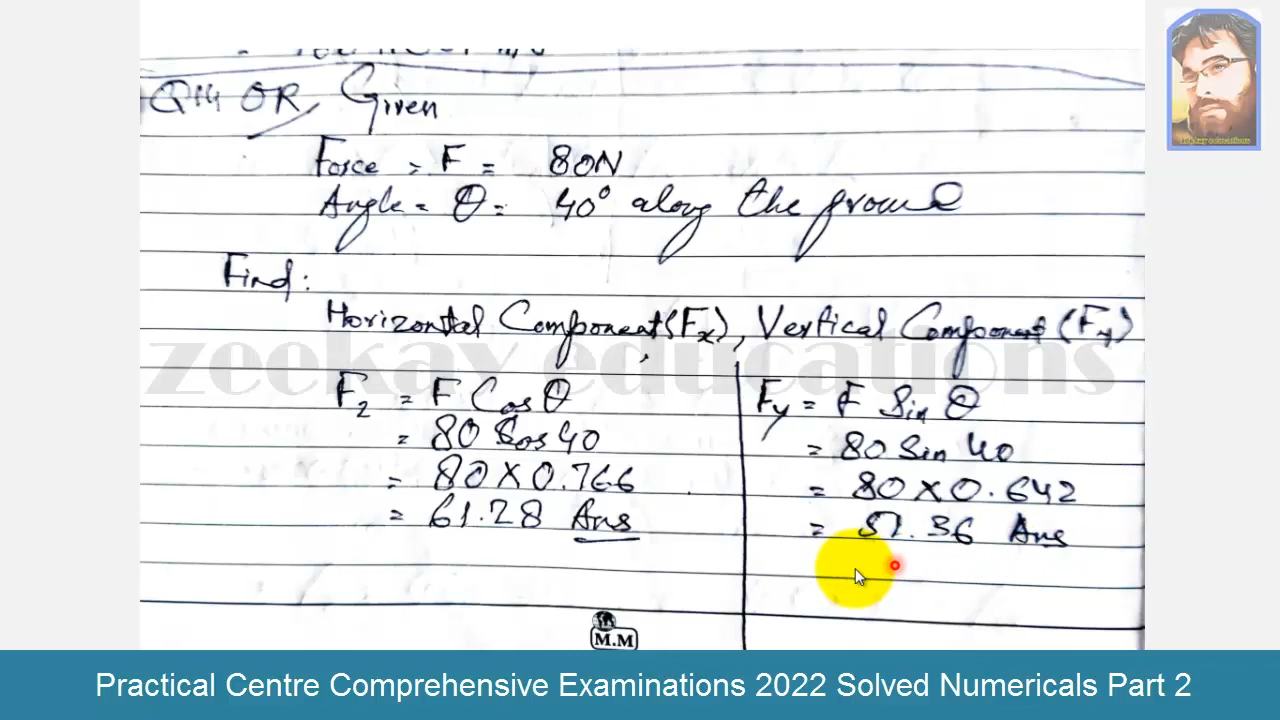 Q14 OR, Given
Force = F = 80N
Angle = θ = 40° along the ground
Find:
Horizontal Component (Fx), Vertical Component (Fy)
zeekay educations
F2 = F Cos θ
= 80 Cos 40
= 80 × 0.766
= 61.28 Ans
Fy = F Sin θ
= 80 Sin 40
= 80 × 0.642
= 51.36 Ans
M.M
Practical Centre Comprehensive Examinations 2022 Solved Numericals Part 2